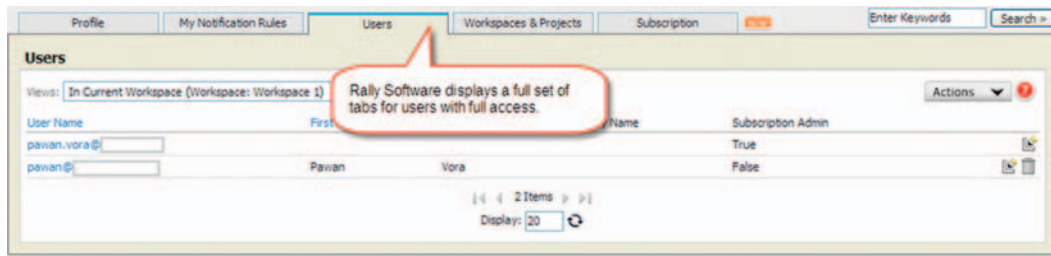 Profile My Notification Rules Users Workspaces & Projects Subscription Enter Keywords Search »
Users
Views: In Current Workspace (Workspace: Workspace 1) Actions
Rally Software displays a full set of
tabs for users with full access.
User Name First Name Subscription Admin
pawan.vora@ True
pawan@ Pawan Vora False
2 Items
Display: 20